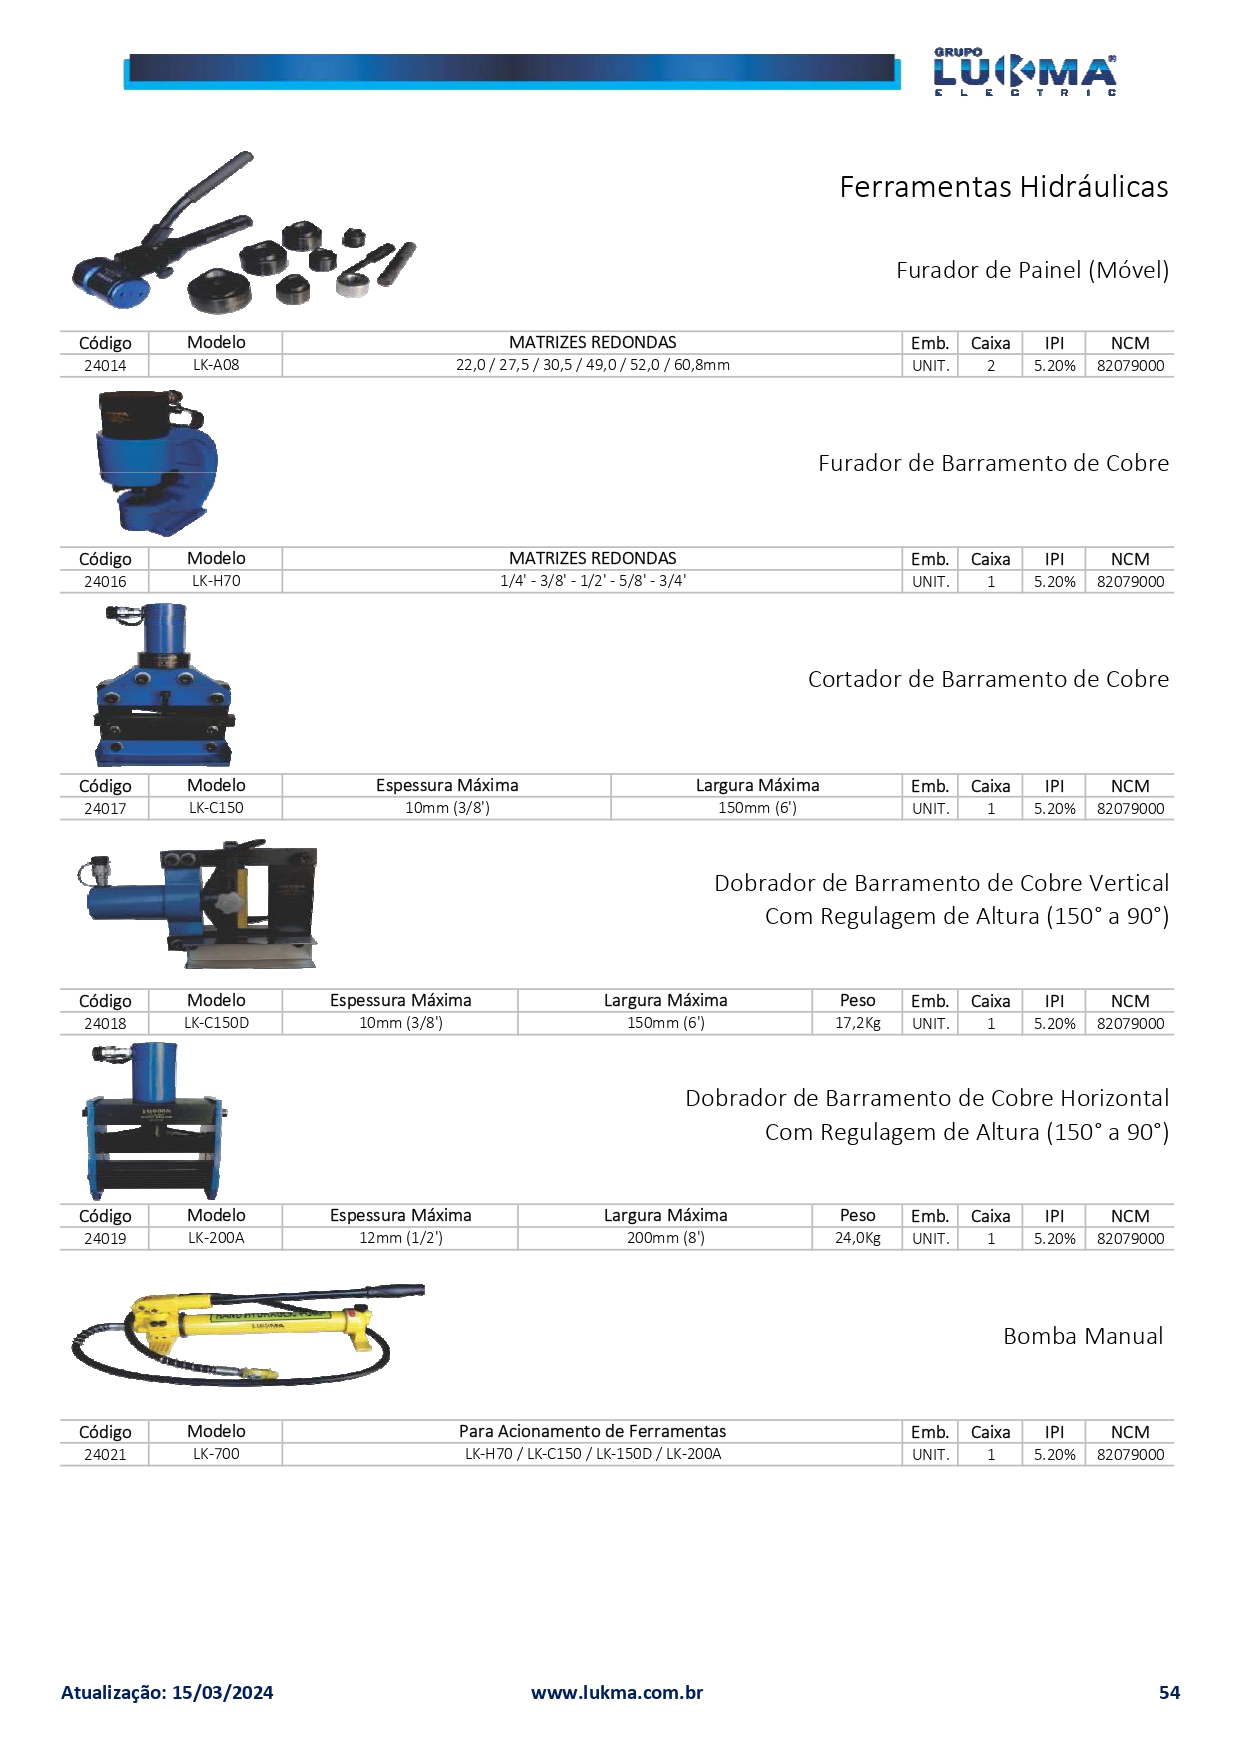 GRUPO
LUKMA®
ELECTRIC
Ferramentas Hidráulicas
Furador de Painel (Móvel)
Código Modelo MATRIZES REDONDAS Emb. Caixa IPI NCM
24014 LK-A08 22,0 / 27,5 / 30,5 / 49,0 / 52,0 / 60,8mm UNIT. 2 5.20% 82079000
Furador de Barramento de Cobre
Código Modelo MATRIZES REDONDAS Emb. Caixa IPI NCM
24016 LK-H70 1/4' - 3/8' - 1/2' - 5/8' - 3/4' UNIT. 1 5.20% 82079000
Cortador de Barramento de Cobre
Código Modelo Espessura Máxima Largura Máxima Emb. Caixa IPI NCM
24017 LK-C150 10mm (3/8') 150mm (6') UNIT. 1 5.20% 82079000
Dobrador de Barramento de Cobre Vertical
Com Regulagem de Altura (150° a 90°)
Código Modelo Espessura Máxima Largura Máxima Peso Emb. Caixa IPI NCM
24018 LK-C150D 10mm (3/8') 150mm (6') 17,2Kg UNIT. 1 5.20% 82079000
LUKMA
Dobrador de Barramento de Cobre Horizontal
Com Regulagem de Altura (150° a 90°)
Código Modelo Espessura Máxima Largura Máxima Peso Emb. Caixa IPI NCM
24019 LK-200A 12mm (1/2') 200mm (8') 24,0Kg UNIT. 1 5.20% 82079000
HAND HYDRAULIC PUMP
LUKMA
Bomba Manual
Código Modelo Para Acionamento de Ferramentas Emb. Caixa IPI NCM
24021 LK-700 LK-H70 / LK-C150 / LK-150D / LK-200A UNIT. 1 5.20% 82079000
Atualização: 15/03/2024 www.lukma.com.br 54